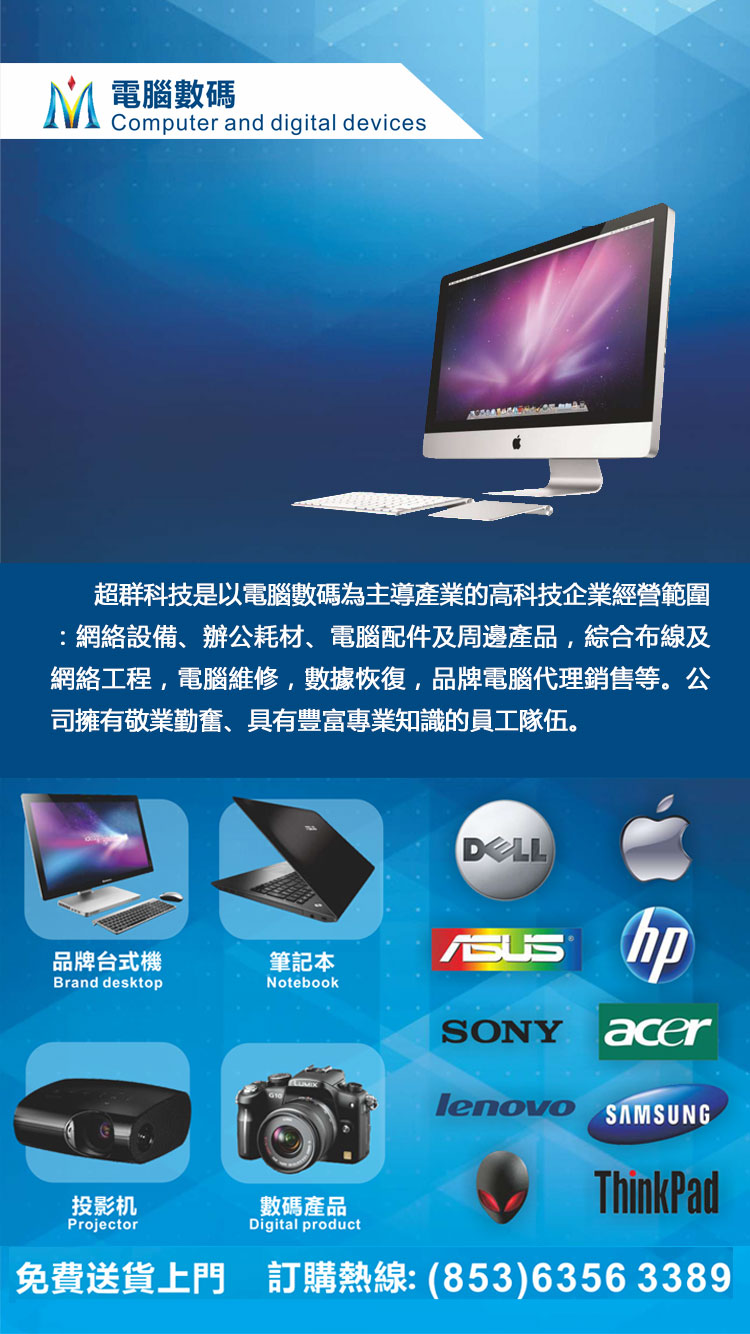 電腦數碼
Computer and digital devices
超群科技是以電腦數碼為主導產業的高科技企業經營範圍
：網絡設備、辦公耗材、電腦配件及周邊產品，綜合布線及
網絡工程，電腦維修，數據恢復，品牌電腦代理銷售等。公
司擁有敬業勤奮、具有豐富專業知識的員工隊伍。
DELL
品牌台式機
Brand desktop
筆記本
Notebook
ASUS
hp
SONY
acer
lenovo
SAMSUNG
LUMIX
G10
ThinkPad
投影机
Projector
數碼產品
Digital product
免費送貨上門 訂購熱線: (853)6356 3389